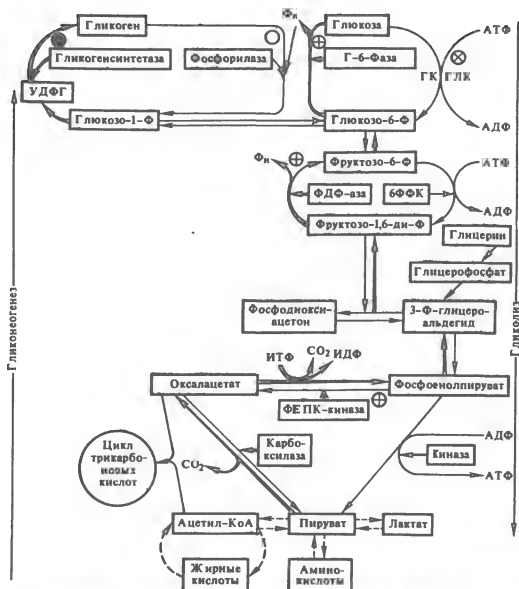 Гликоген
Фн
Глюкоза
АТФ
Гликогенсинтетаза
Фосфорилаза
Г-6-Фаза
ГК
ГЛК
УДФГ
Глюкозо-1-Ф
Глюкозо-6-Ф
АДФ
Фн
Фруктозо-6-Ф
АТФ
ФДФ-аза
6ФФК
АДФ
Фруктозо-1,6-ди-Ф
Глицерин
Глицерофосфат
Фосфодиокси-
ацетон
3-Ф-глицеро-
альдегид
Гликонеогенез
Гликолиз
ИТФ
СО2
ИДФ
Оксалацетат
Фосфоенолпируват
ФЕПК-киназа
Цикл
трикарбо-
новых
кислот
СО2
Карбо-
ксилаза
АДФ
Киназа
АТФ
Ацетил-КоА
Пируват
Лактат
Жирные
кислоты
Амино-
кислоты